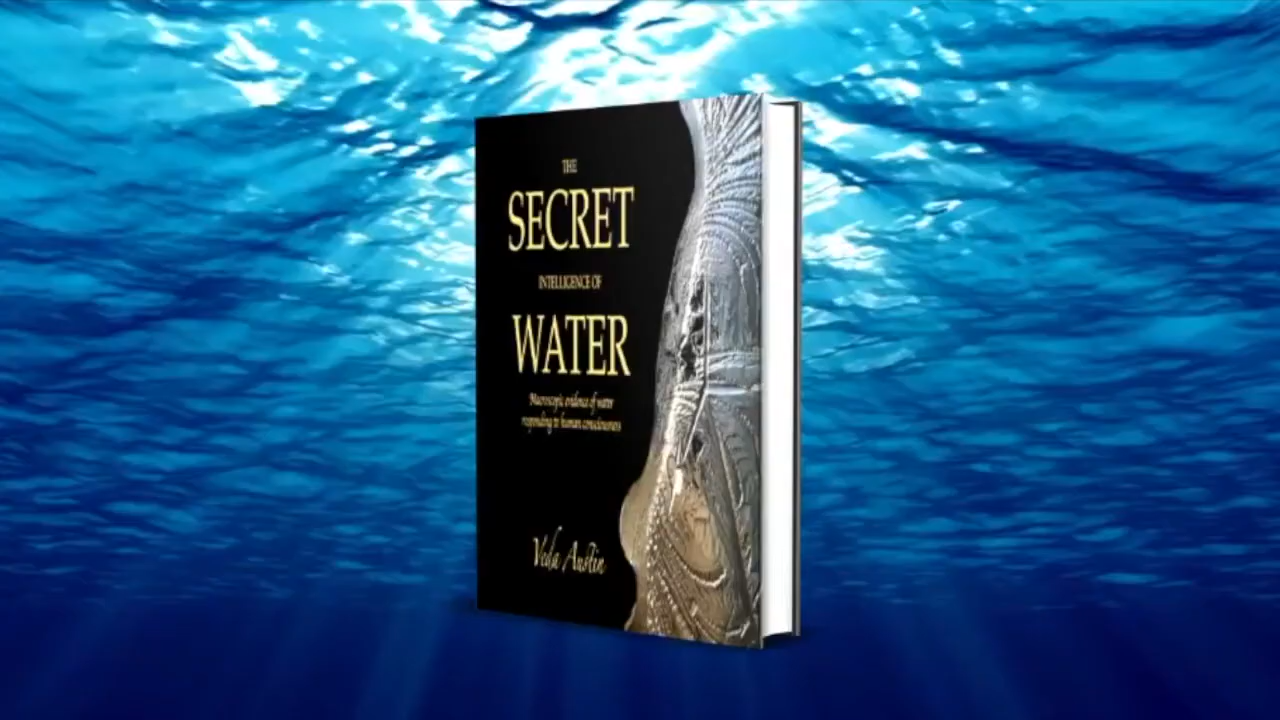 THE
SECRET
INTELLIGENCE OF
WATER
Macroscopic evidence of water
responding to human consciousness
Veda Austin